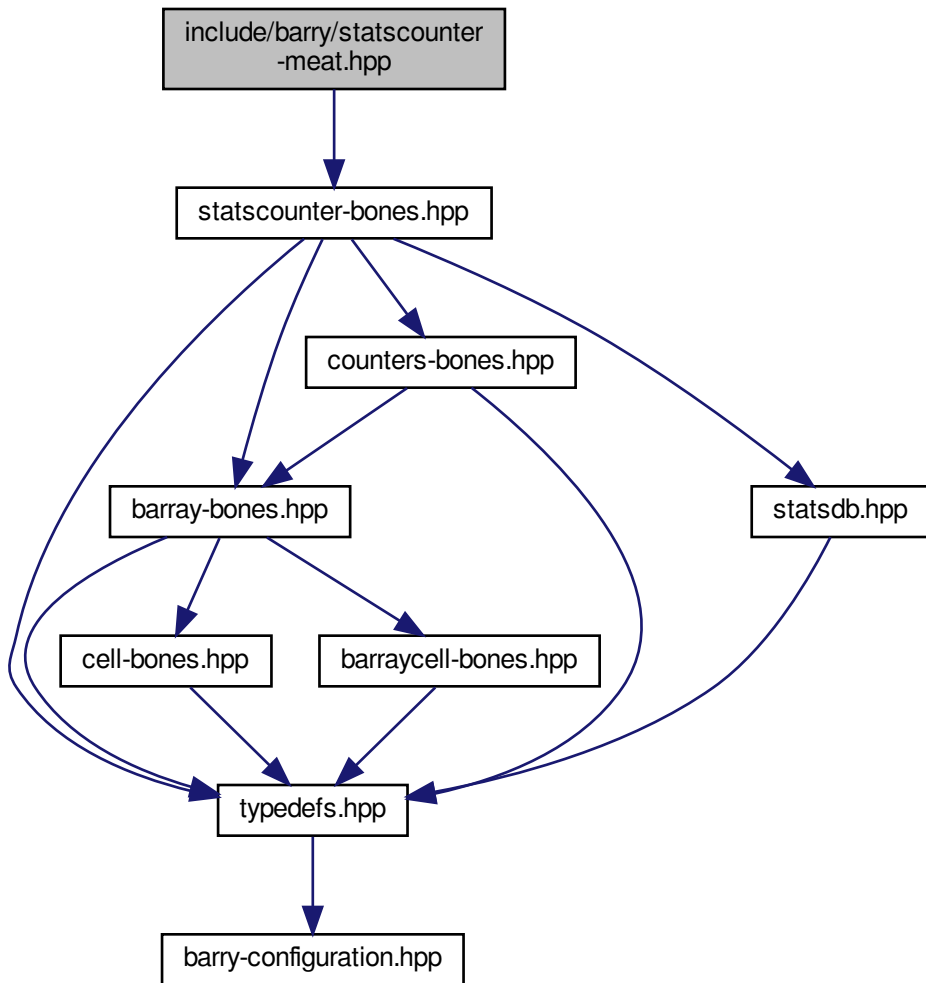 include/barry/statscounter
-meat.hpp
statscounter-bones.hpp
counters-bones.hpp
barray-bones.hpp
statsdb.hpp
cell-bones.hpp
barraycell-bones.hpp
typedefs.hpp
barry-configuration.hpp